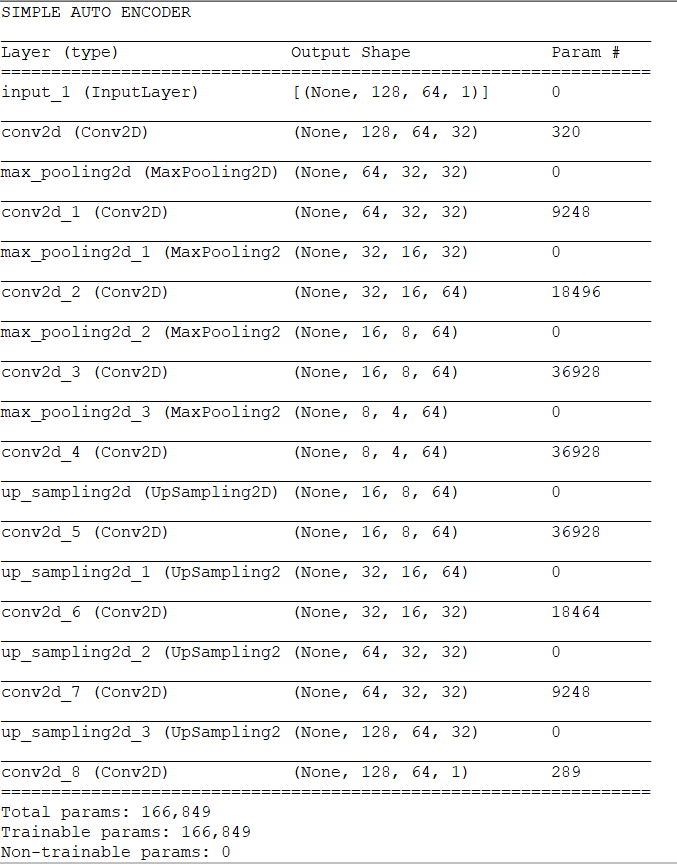 SIMPLE AUTO ENCODER
Layer (type) Output Shape Param #
input_1 (InputLayer) [(None, 128, 64, 1)] 0
conv2d (Conv2D) (None, 128, 64, 32) 320
max_pooling2d (MaxPooling2D) (None, 64, 32, 32) 0
conv2d_1 (Conv2D) (None, 64, 32, 32) 9248
max_pooling2d_1 (MaxPooling2 (None, 32, 16, 32) 0
conv2d_2 (Conv2D) (None, 32, 16, 64) 18496
max_pooling2d_2 (MaxPooling2 (None, 16, 8, 64) 0
conv2d_3 (Conv2D) (None, 16, 8, 64) 36928
max_pooling2d_3 (MaxPooling2 (None, 8, 4, 64) 0
conv2d_4 (Conv2D) (None, 8, 4, 64) 36928
up_sampling2d (UpSampling2D) (None, 16, 8, 64) 0
conv2d_5 (Conv2D) (None, 16, 8, 64) 36928
up_sampling2d_1 (UpSampling2 (None, 32, 16, 64) 0
conv2d_6 (Conv2D) (None, 32, 16, 32) 18464
up_sampling2d_2 (UpSampling2 (None, 64, 32, 32) 0
conv2d_7 (Conv2D) (None, 64, 32, 32) 9248
up_sampling2d_3 (UpSampling2 (None, 128, 64, 32) 0
conv2d_8 (Conv2D) (None, 128, 64, 1) 289
Total params: 166,849
Trainable params: 166,849
Non-trainable params: 0